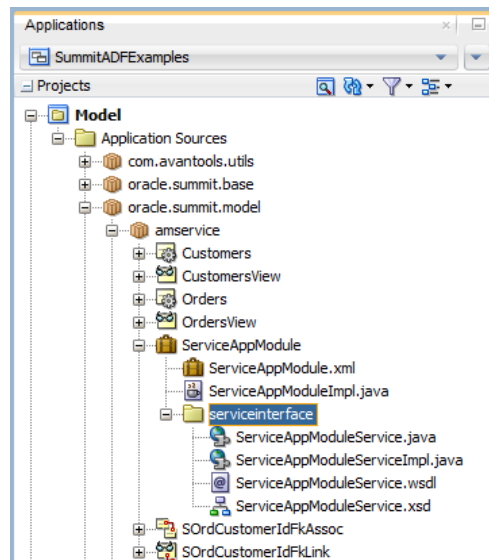 Applications
SummitADFExamples
Projects
Model
Application Sources
com.avantools.utils
oracle.summit.base
oracle.summit.model
amservice
Customers
CustomersView
Orders
OrdersView
ServiceAppModule
ServiceAppModule.xml
ServiceAppModuleImpl.java
serviceinterface
ServiceAppModuleService.java
ServiceAppModuleServiceImpl.java
ServiceAppModuleService.wsdl
ServiceAppModuleService.xsd
SOrdCustomerIdFkAssoc
SOrdCustomerIdFkLink